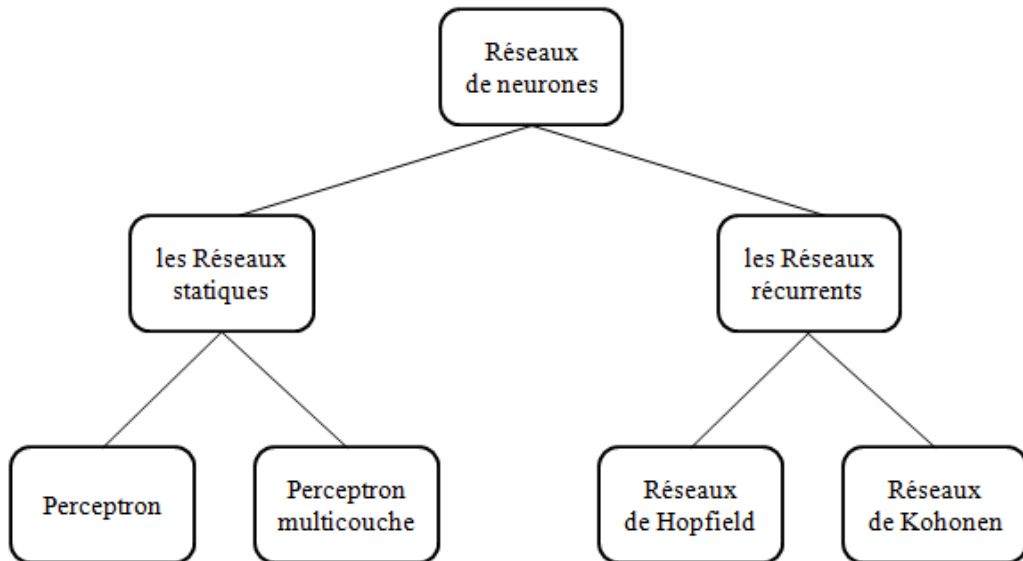 Réseaux
de neurones
les Réseaux
statiques
les Réseaux
récurrents
Perceptron
Perceptron
multicouche
Réseaux
de Hopfield
Réseaux
de Kohonen